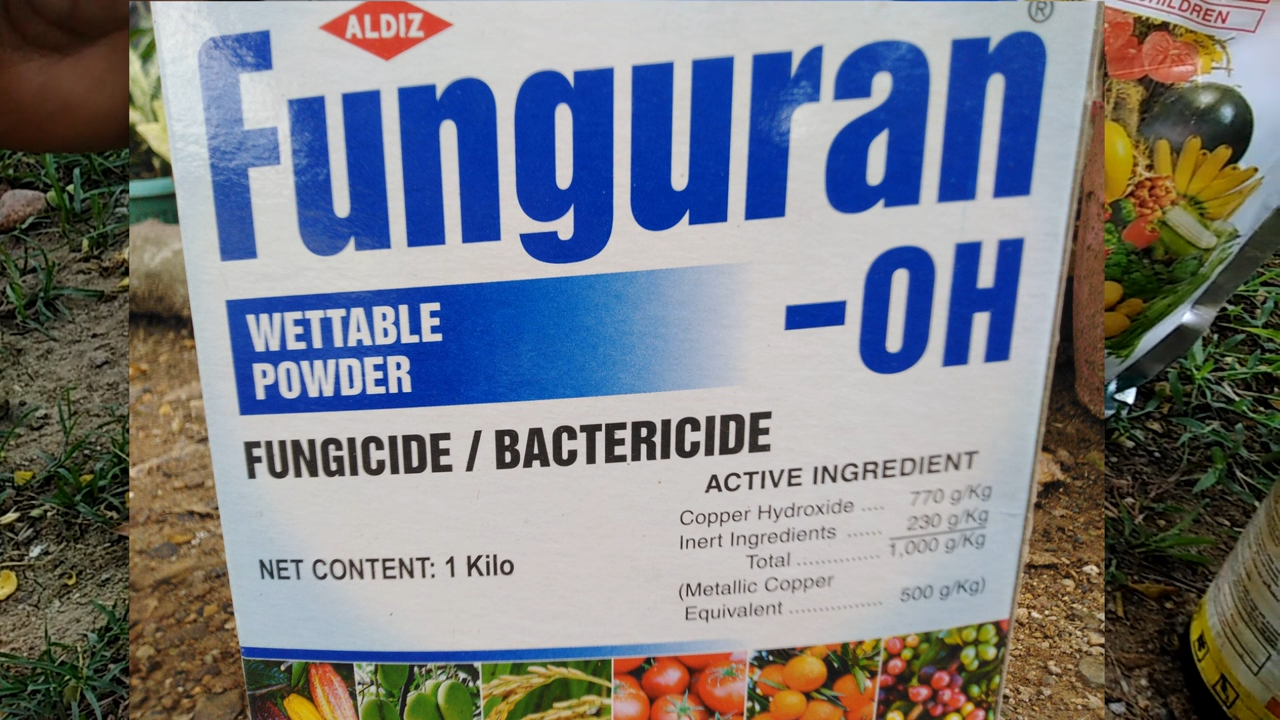 ALDIZ
®
Funguran
-OH
WETTABLE
POWDER
FUNGICIDE / BACTERICIDE
ACTIVE INGREDIENT
Copper Hydroxide .... 770 g/Kg
Inert Ingredients ...... 230 g/Kg
Total ............. 1,000 g/Kg
(Metallic Copper
Equivalent ................ 500 g/Kg)
NET CONTENT: 1 Kilo
CHILDREN